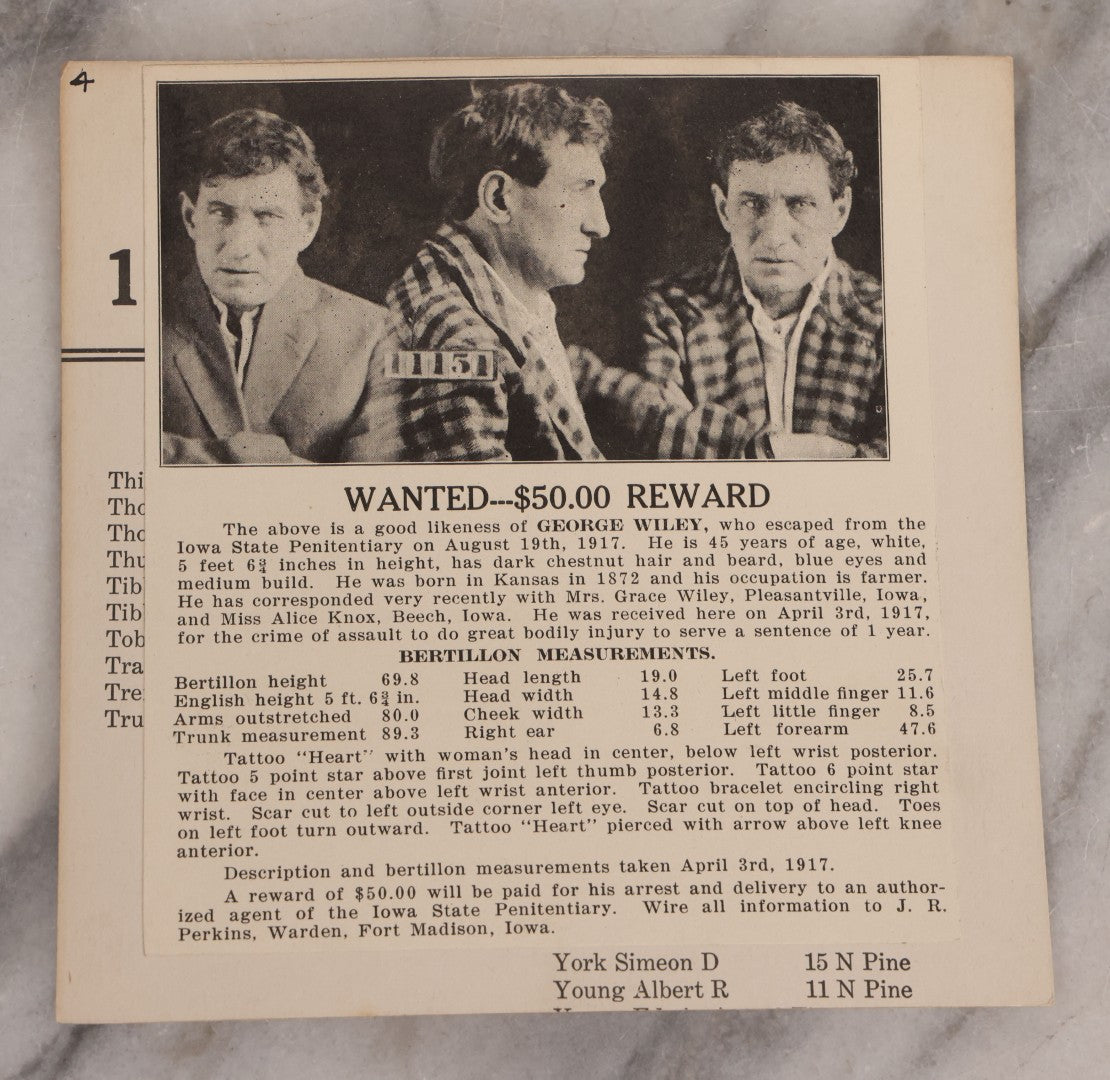 4
1
11151
Thi
Tho
Tho
Thu
Tib
Tib
Tob
Tra
Tre
Tru
WANTED---$50.00 REWARD
The above is a good likeness of GEORGE WILEY, who escaped from the
Iowa State Penitentiary on August 19th, 1917. He is 45 years of age, white,
5 feet 6¾ inches in height, has dark chestnut hair and beard, blue eyes and
medium build. He was born in Kansas in 1872 and his occupation is farmer.
He has corresponded very recently with Mrs. Grace Wiley, Pleasantville, Iowa,
and Miss Alice Knox, Beech, Iowa. He was received here on April 3rd, 1917,
for the crime of assault to do great bodily injury to serve a sentence of 1 year.
BERTILLON MEASUREMENTS.
Bertillon height 69.8 Head length 19.0 Left foot 25.7
English height 5 ft. 6¾ in. Head width 14.8 Left middle finger 11.6
Arms outstretched 80.0 Cheek width 13.3 Left little finger 8.5
Trunk measurement 89.3 Right ear 6.8 Left forearm 47.6
Tattoo "Heart" with woman's head in center, below left wrist posterior.
Tattoo 5 point star above first joint left thumb posterior. Tattoo 6 point star
with face in center above left wrist anterior. Tattoo bracelet encircling right
wrist. Scar cut to left outside corner left eye. Scar cut on top of head. Toes
on left foot turn outward. Tattoo "Heart" pierced with arrow above left knee
anterior.
Description and bertillon measurements taken April 3rd, 1917.
A reward of $50.00 will be paid for his arrest and delivery to an author-
ized agent of the Iowa State Penitentiary. Wire all information to J. R.
Perkins, Warden, Fort Madison, Iowa.
York Simeon D 15 N Pine
Young Albert R 11 N Pine